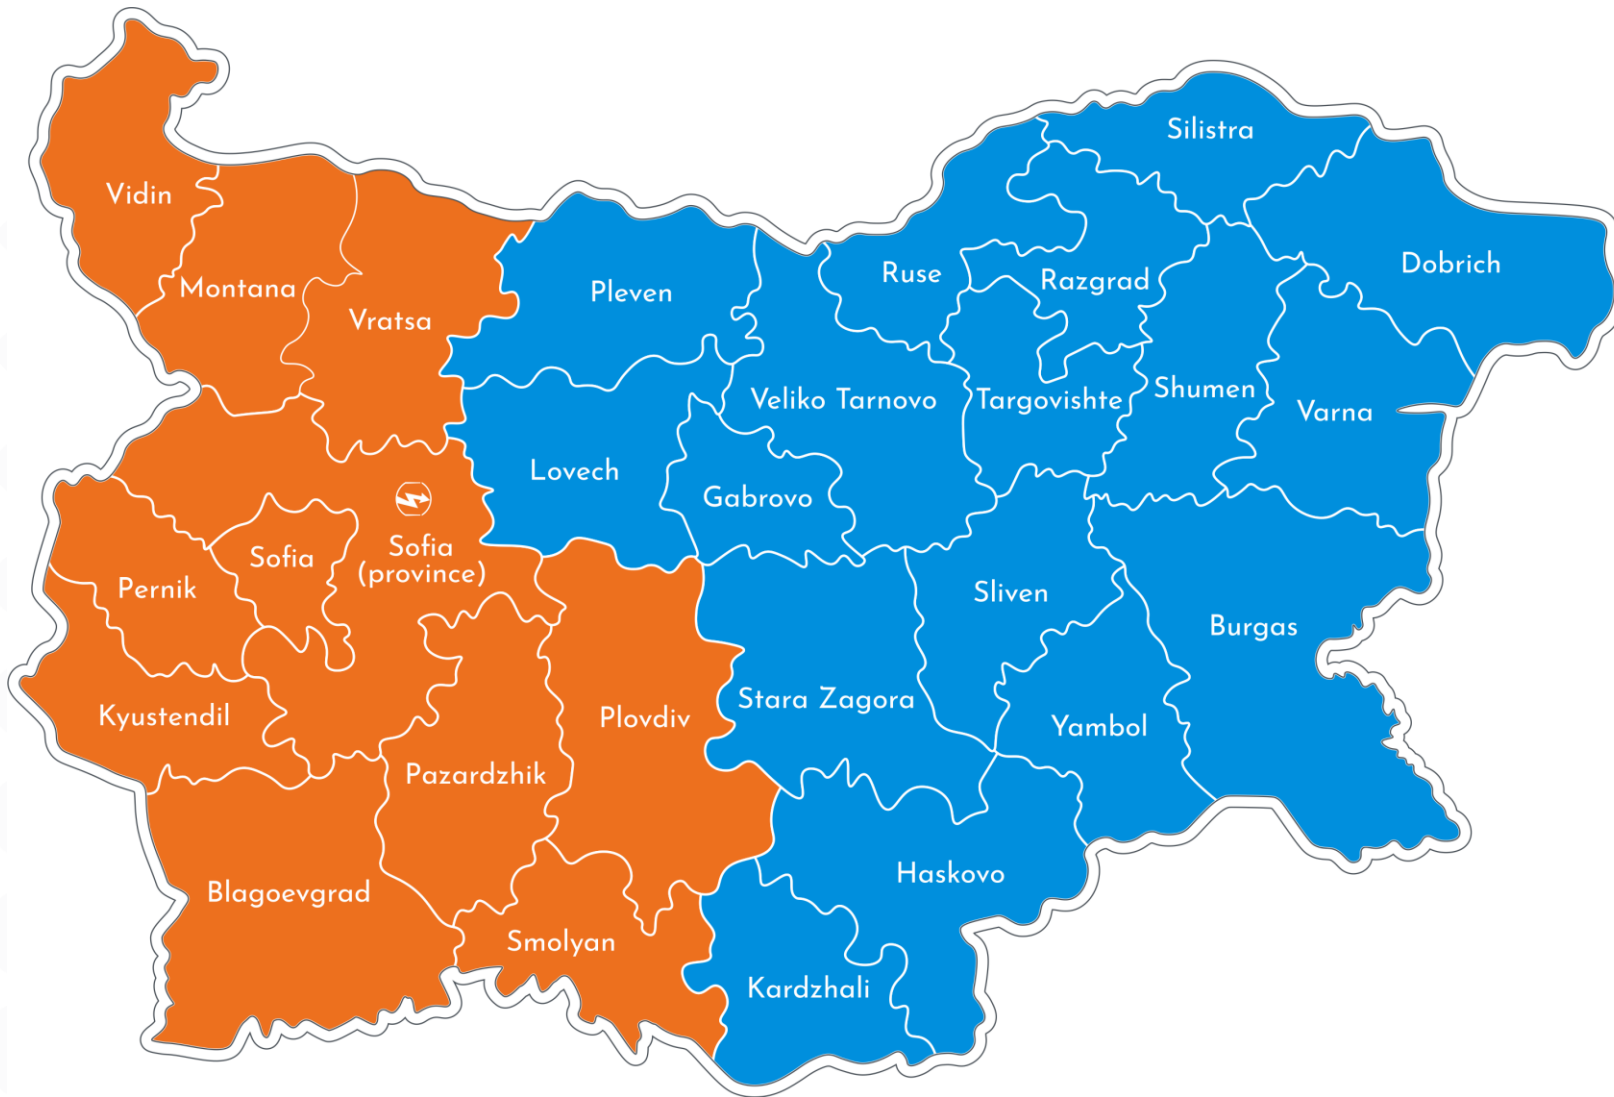 Silistra
Vidin
Dobrich
Ruse
Razgrad
Montana
Pleven
Vratsa
Shumen
Veliko Tarnovo
Targovishte
Varna
Lovech
Gabrovo
Sofia
(province)
Sofia
Pernik
Sliven
Burgas
Stara Zagora
Kyustendil
Plovdiv
Yambol
Pazardzhik
Haskovo
Blagoevgrad
Smolyan
Kardzhali